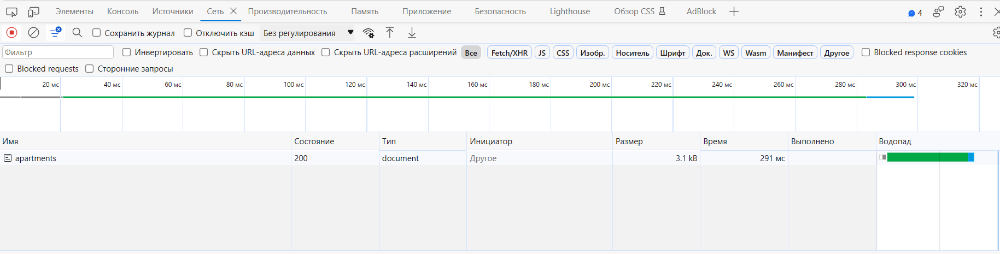 Элементы Консоль Источники Сеть Производительность Память Приложение Безопасность Lighthouse Обзор CSS AdBlock 4
Сохранить журнал Отключить кэш Без регулирования
Фильтр Инвертировать Скрыть URL-адреса данных Скрыть URL-адреса расширений Все Fetch/XHR JS CSS Изобр. Носитель Шрифт Док. WS Wasm Манифест Другое Blocked response cookies
Blocked requests Сторонние запросы
20 мс 40 мс 60 мс 80 мс 100 мс 120 мс 140 мс 160 мс 180 мс 200 мс 220 мс 240 мс 260 мс 280 мс 300 мс 320 мс
Имя Состояние Тип Инициатор Размер Время Выполнено Водопад
apartments 200 document Другое 3.1 kB 291 мс